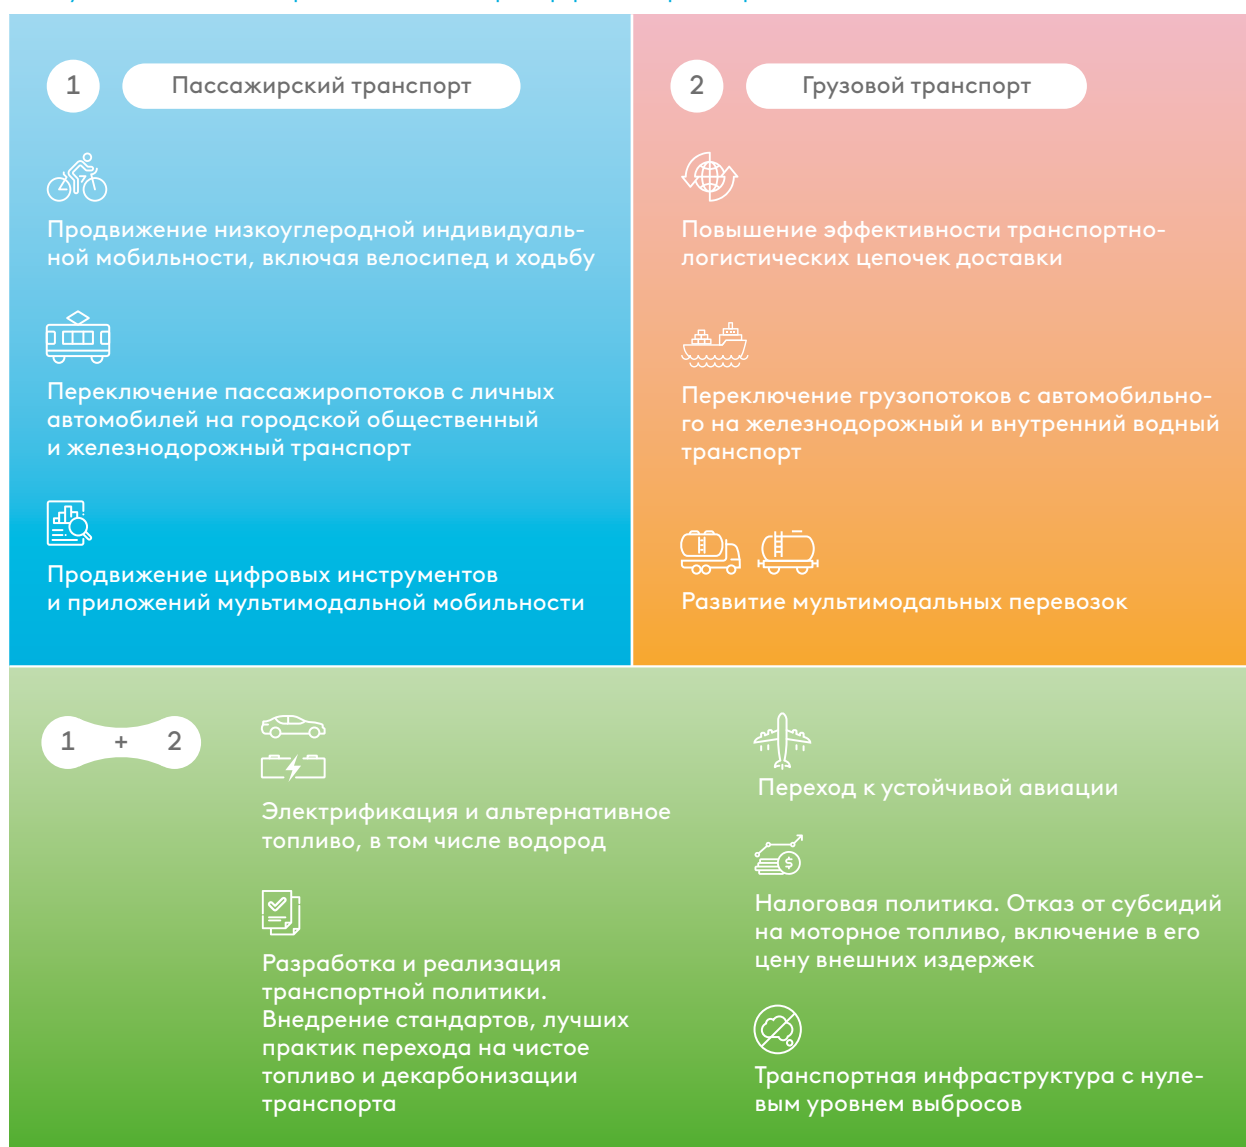 1
Пассажирский транспорт
Продвижение низкоуглеродной индивидуаль-
ной мобильности, включая велосипед и ходьбу
Переключение пассажиропотоков с личных
автомобилей на городской общественный
и железнодорожный транспорт
Продвижение цифровых инструментов
и приложений мультимодальной мобильности
2
Грузовой транспорт
Повышение эффективности транспортно-
логистических цепочек доставки
Переключение грузопотоков с автомобильно-
го на железнодорожный и внутренний водный
транспорт
Развитие мультимодальных перевозок
1 + 2
Электрификация и альтернативное
топливо, в том числе водород
Разработка и реализация
транспортной политики.
Внедрение стандартов, лучших
практик перехода на чистое
топливо и декарбонизации
транспорта
Переход к устойчивой авиации
$
Налоговая политика. Отказ от субсидий
на моторное топливо, включение в его
цену внешних издержек
Транспортная инфраструктура с нуле-
вым уровнем выбросов